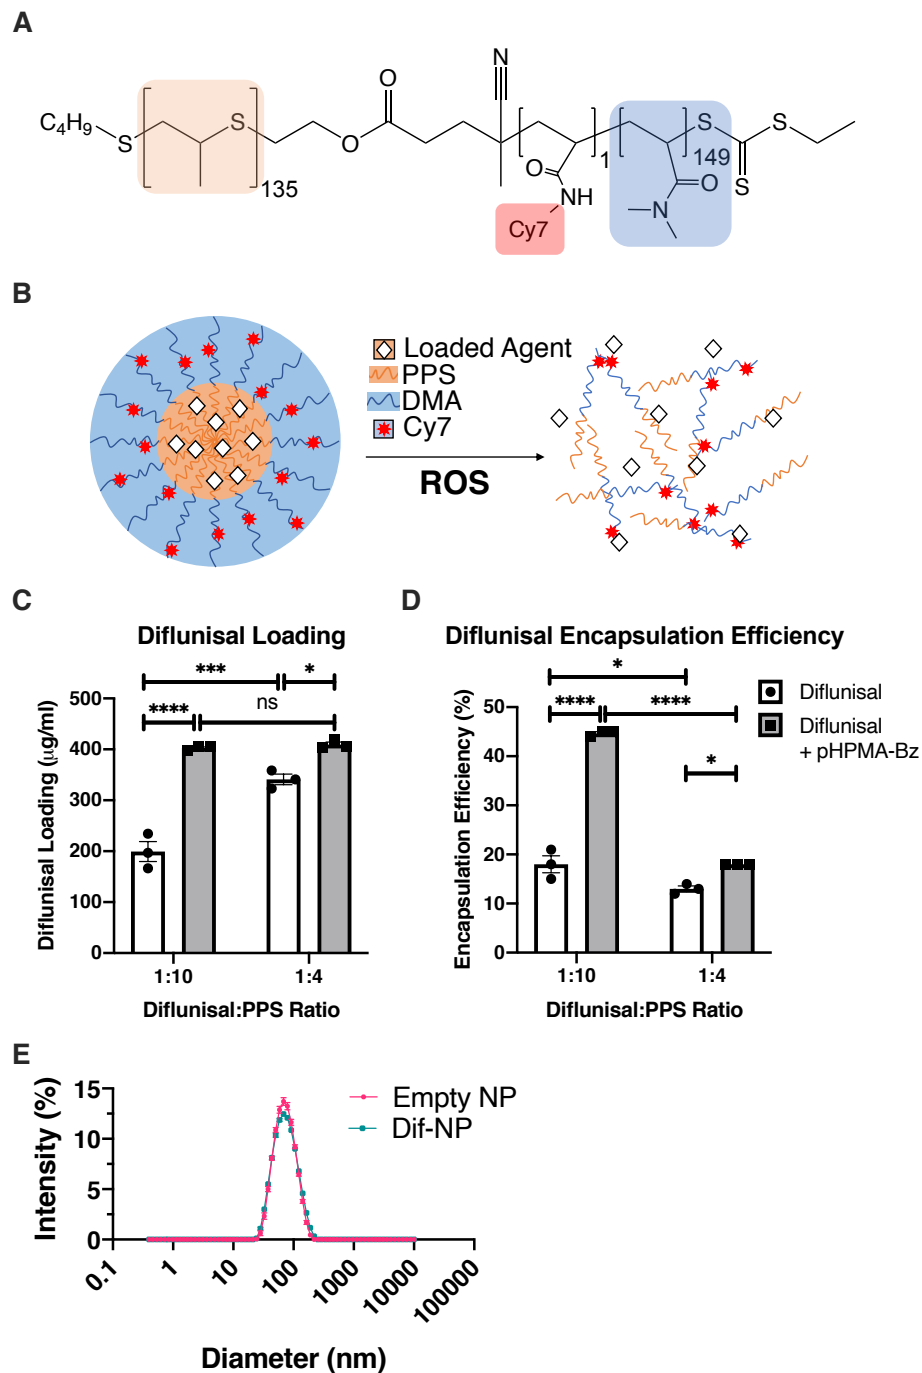 A
C4H9
S
S
135
O
O
N
1
O
NH
Cy7
149
N
O
S
S
S
B
Loaded Agent
PPS
DMA
Cy7
ROS
C
Diflunisal Loading
***
*
ns
****
Diflunisal Loading (µg/ml)
500
400
300
200
100
0
1:10
1:4
Diflunisal:PPS Ratio
D
Diflunisal Encapsulation Efficiency
*
****
****
*
Encapsulation Efficiency (%)
50
40
30
20
10
0
1:10
1:4
Diflunisal:PPS Ratio
Diflunisal
Diflunisal
+ pHPMA-Bz
E
Intensity (%)
15
10
5
0
0.1
1
10
100
1000
10000
100000
Diameter (nm)
Empty NP
Dif-NP